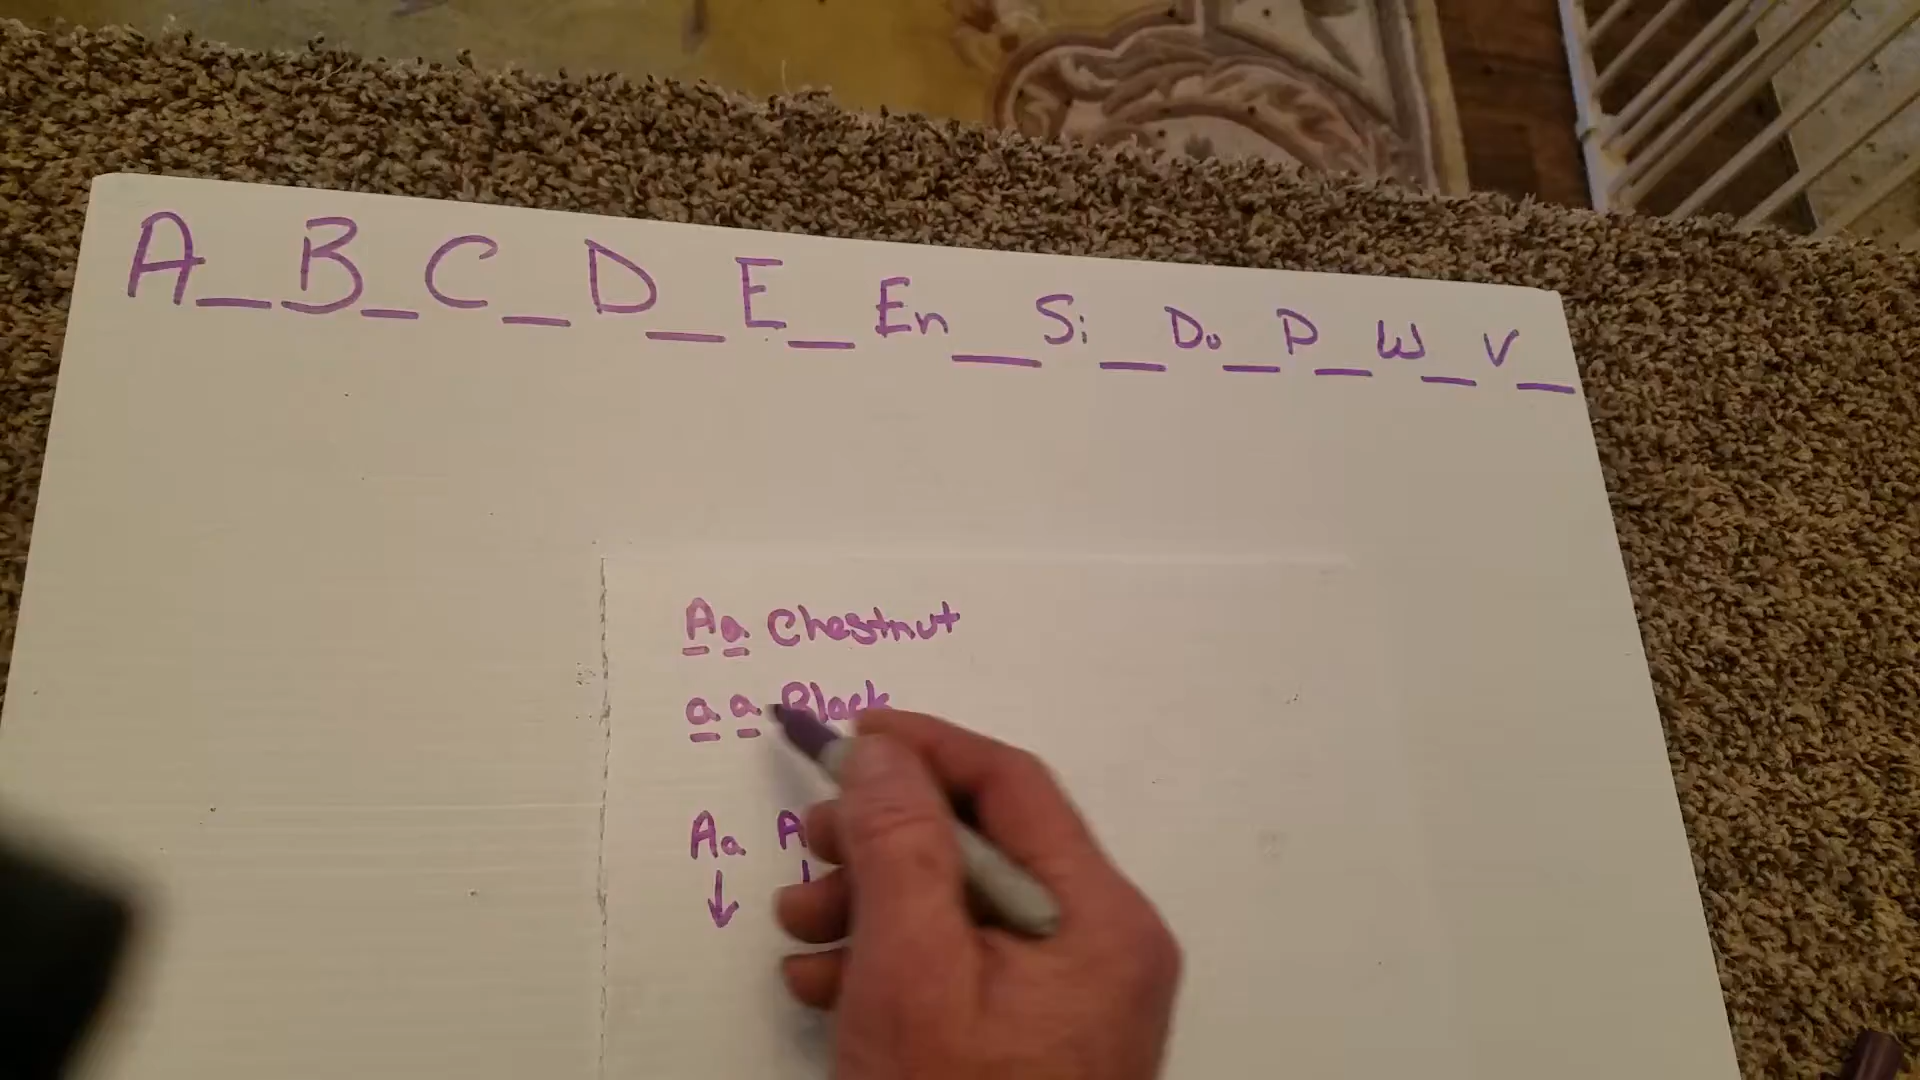 A_B_C_D_E_En_Si_Do_P_W_V_
Aa Chestnut
aa Black
Aa A
↓ ↓